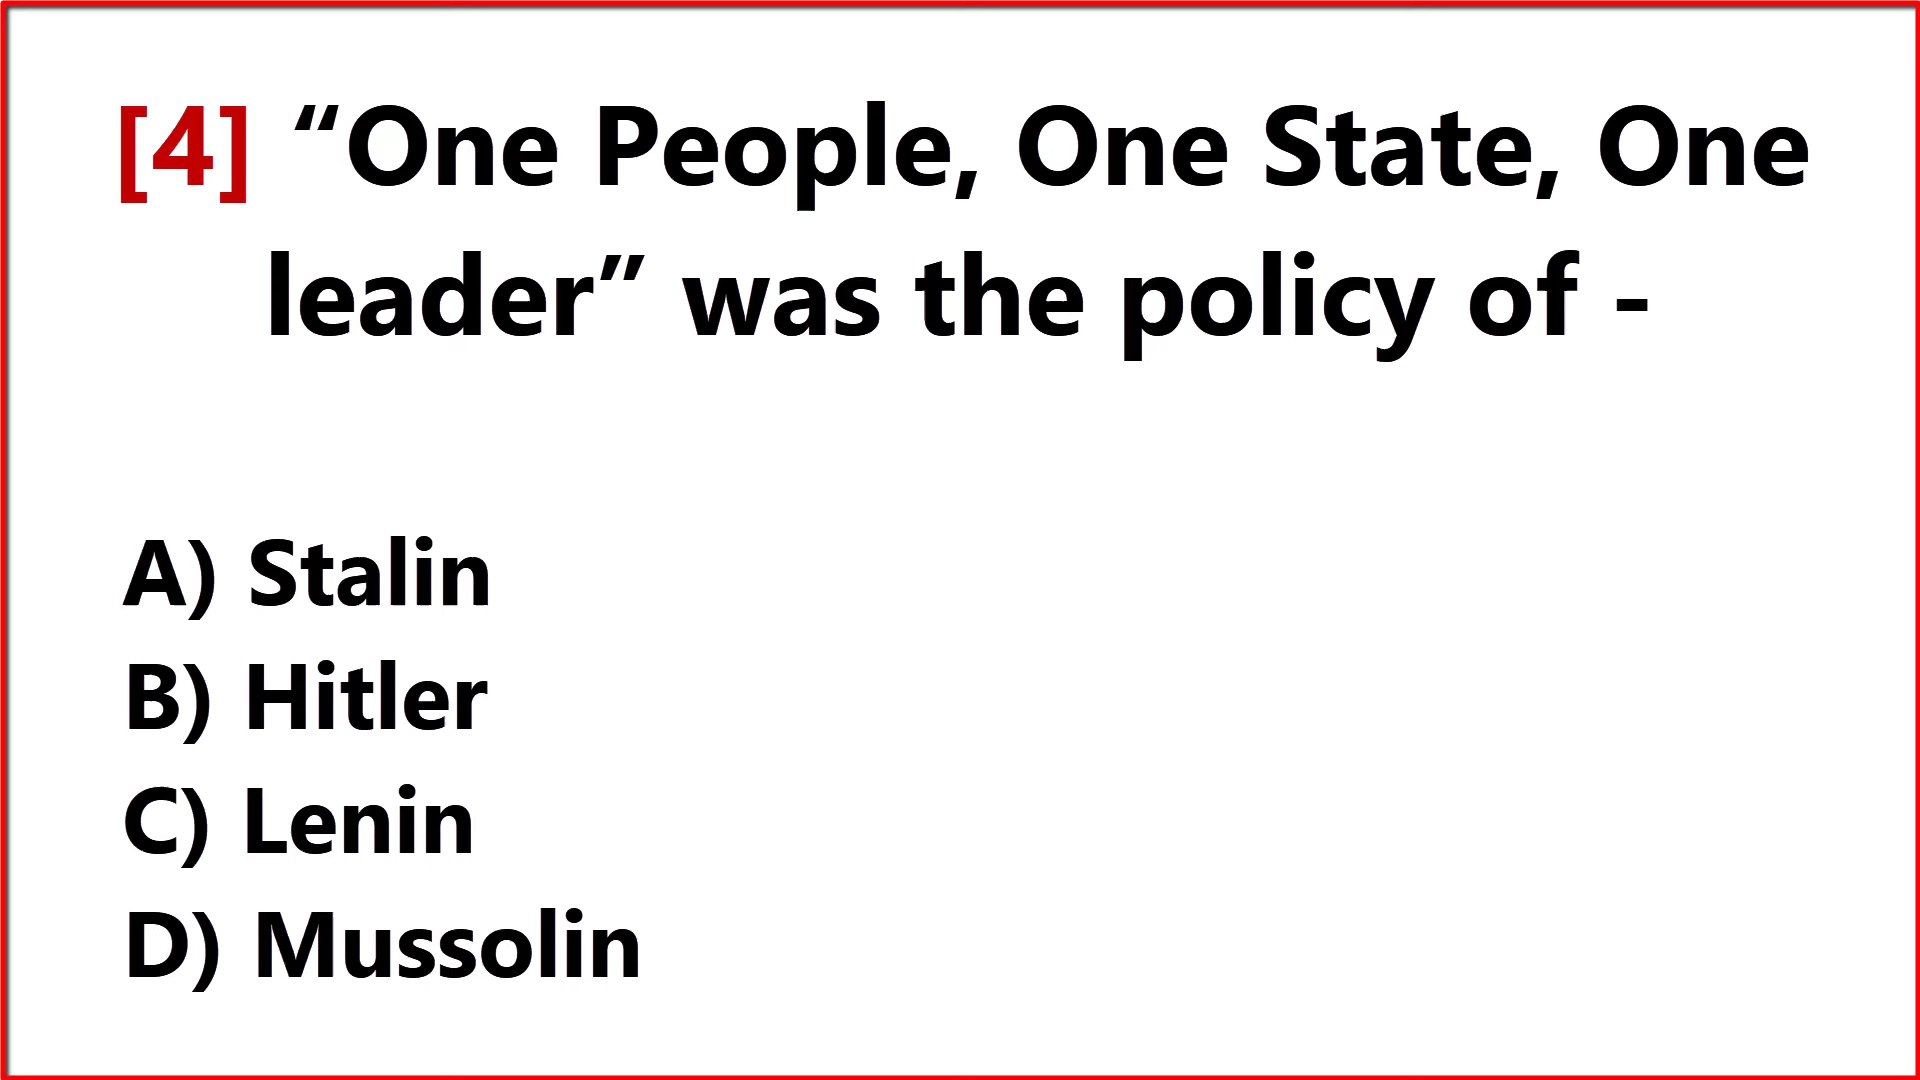 [4] “One People, One State, One
leader” was the policy of -
A) Stalin
B) Hitler
C) Lenin
D) Mussolin